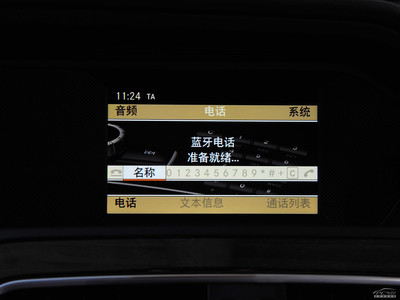 11:24 TA
音频 电话 系统
蓝牙电话
准备就绪...
名称 0123456789*#+ C
电话 文本信息 通话列表